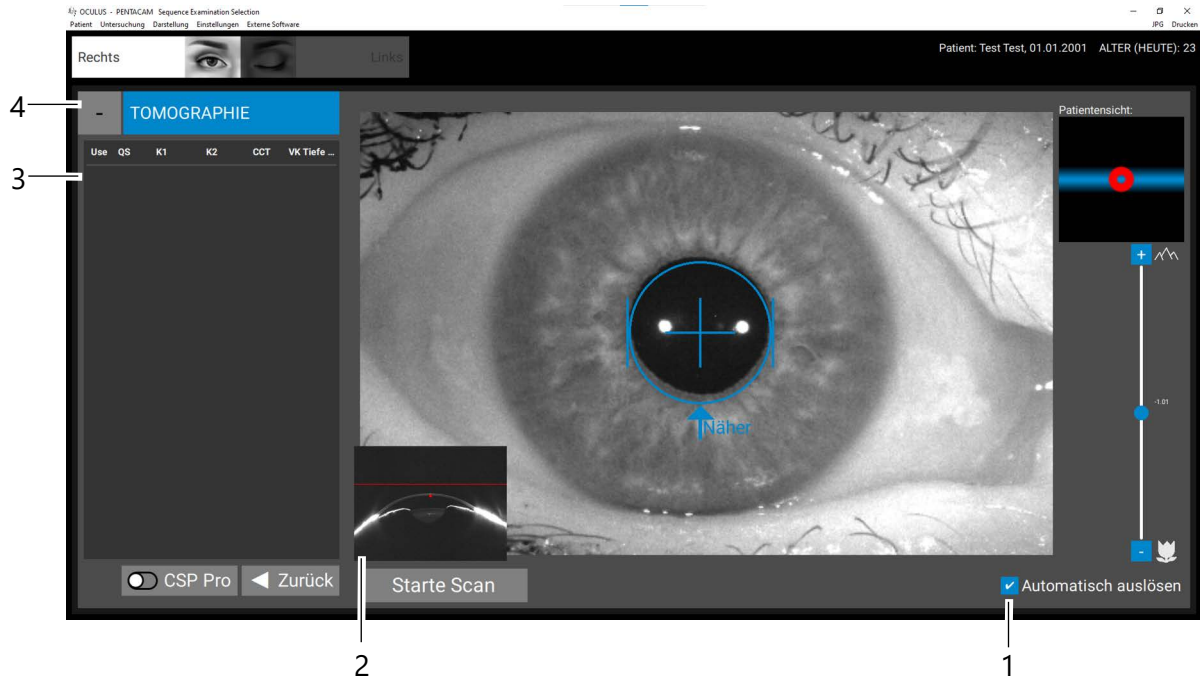 OCULUS - PENTACAM Sequence Examination Selection
Patient Untersuchung Darstellung Einstellungen Externe Software
JPG Drucken
Rechts
Links
Patient: Test Test, 01.01.2001 ALTER (HEUTE): 23
4
- TOMOGRAPHIE
Patientensicht:
Use QS K1 K2 CCT VK Tiefe ...
3
+
-1.01
Näher
-
CSP Pro
Zurück
Starte Scan
Automatisch auslösen
2
1